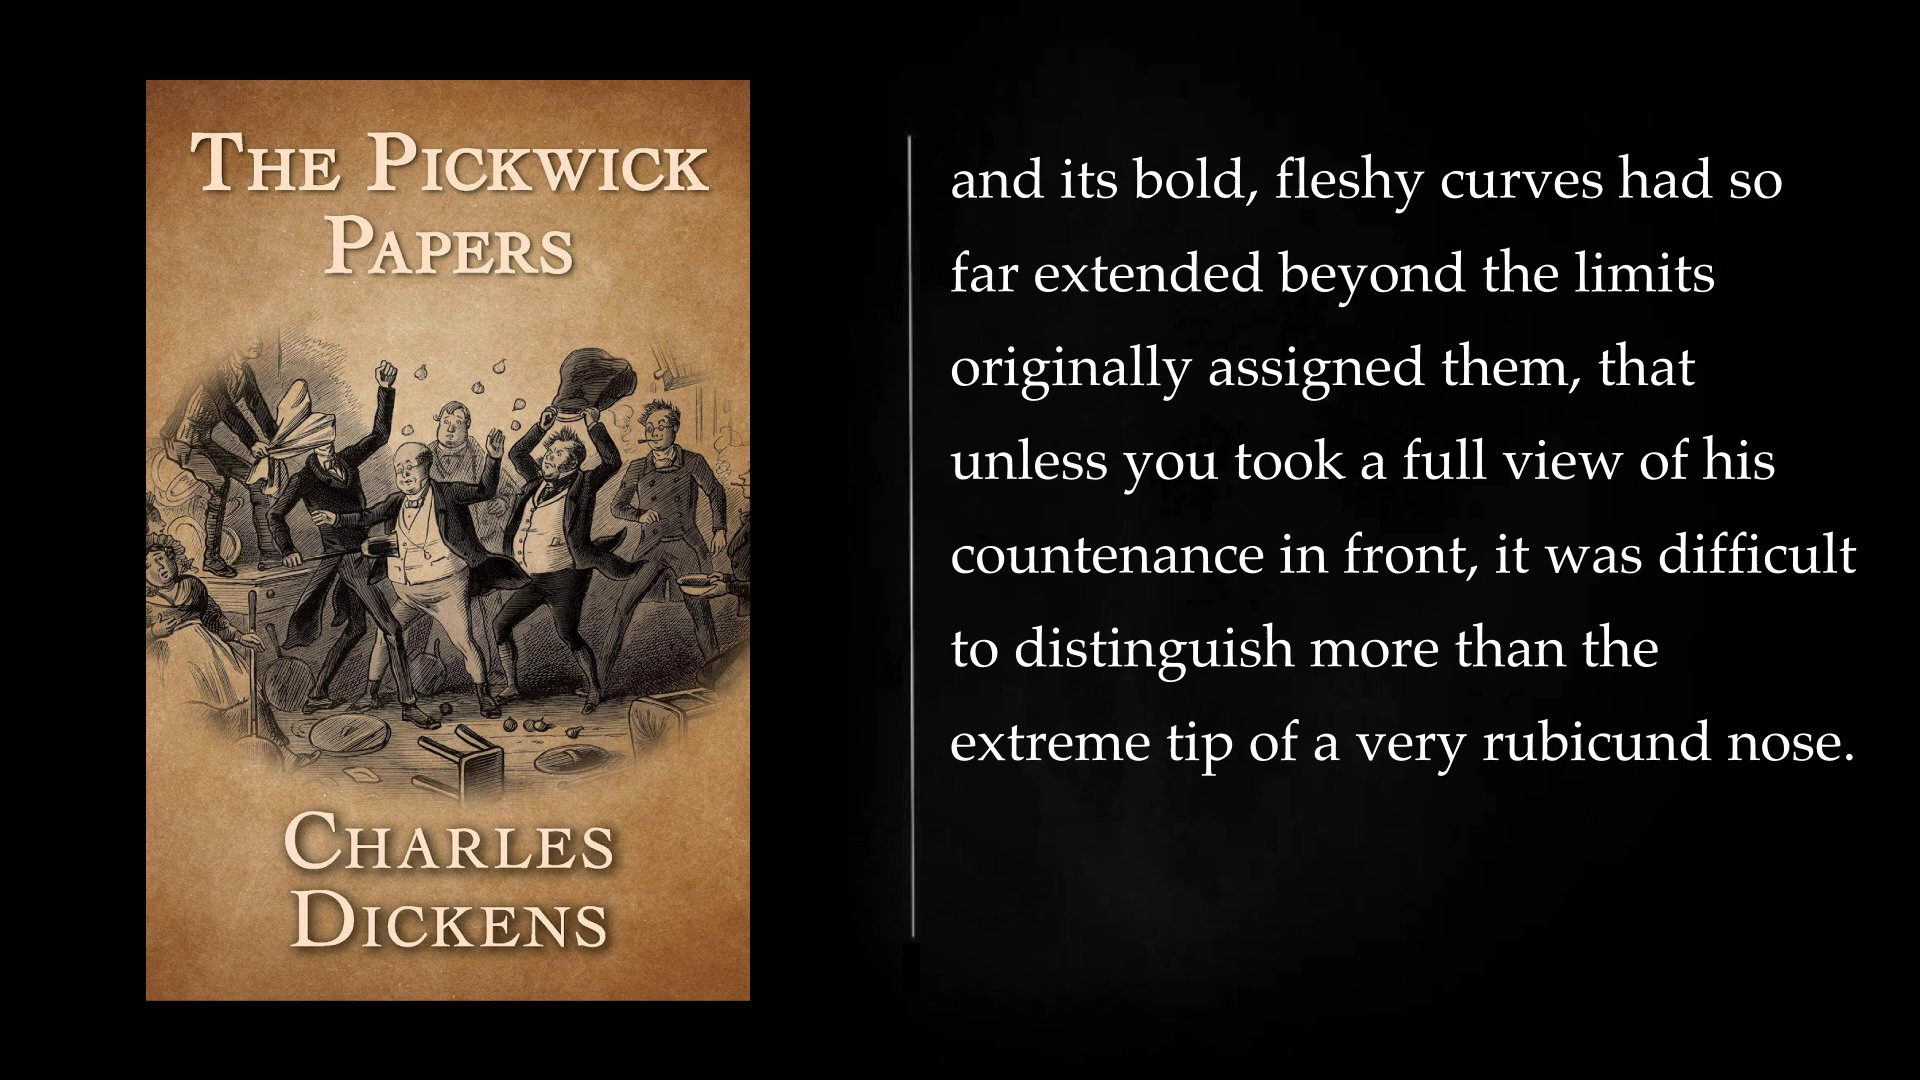 THE PICKWICK
PAPERS
CHARLES
DICKENS
and its bold, fleshy curves had so
far extended beyond the limits
originally assigned them, that
unless you took a full view of his
countenance in front, it was difficult
to distinguish more than the
extreme tip of a very rubicund nose.